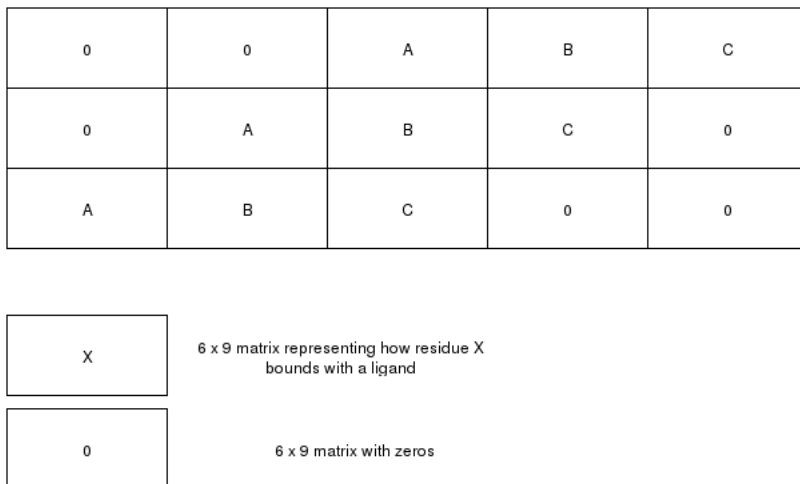 0 0 A B C
0 A B C 0
A B C 0 0
X
6 x 9 matrix representing how residue X
bounds with a ligand
0
6 x 9 matrix with zeros